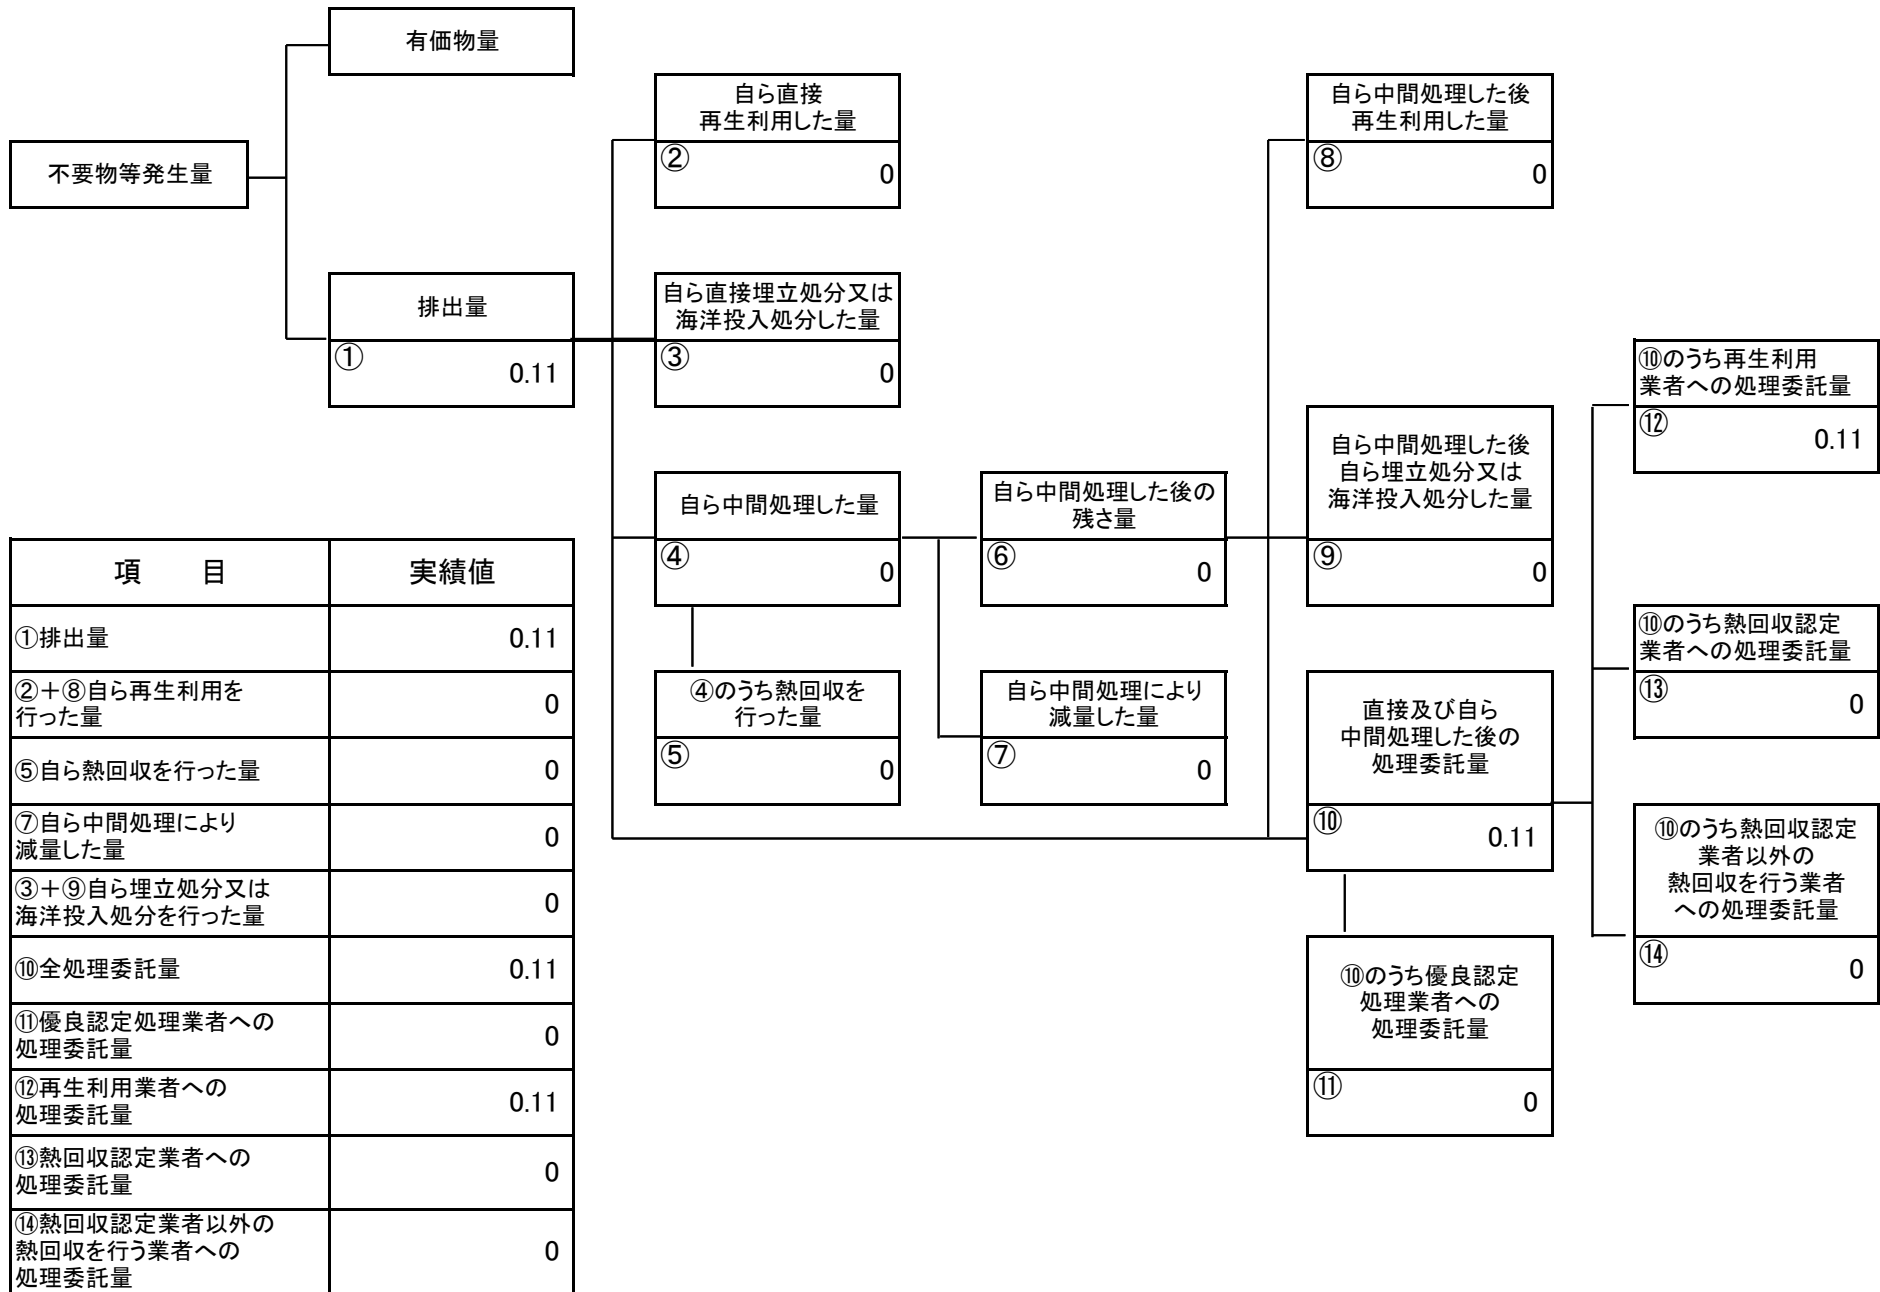 有価物量
不要物等発生量
排出量
①
0.11
自ら直接
再生利用した量
②
0
自ら直接埋立処分又は
海洋投入処分した量
③
0
自ら中間処理した量
④
0
④のうち熱回収を
行った量
⑤
0
自ら中間処理した後の
残さ量
⑥
0
自ら中間処理により
減量した量
⑦
0
自ら中間処理した後
再生利用した量
⑧
0
自ら中間処理した後
自ら埋立処分又は
海洋投入処分した量
⑨
0
直接及び自ら
中間処理した後の
処理委託量
⑩
0.11
⑩のうち優良認定
処理業者への
処理委託量
⑪
0
⑩のうち再生利用
業者への処理委託量
⑫
0.11
⑩のうち熱回収認定
業者への処理委託量
⑬
0
⑩のうち熱回収認定
業者以外の
熱回収を行う業者
への処理委託量
⑭
0
項　　目 実績値
①排出量 0.11
②＋⑧自ら再生利用を
行った量 0
⑤自ら熱回収を行った量 0
⑦自ら中間処理により
減量した量 0
③＋⑨自ら埋立処分又は
海洋投入処分を行った量 0
⑩全処理委託量 0.11
⑪優良認定処理業者への
処理委託量 0
⑫再生利用業者への
処理委託量 0.11
⑬熱回収認定業者への
処理委託量 0
⑭熱回収認定業者以外の
熱回収を行う業者への
処理委託量 0